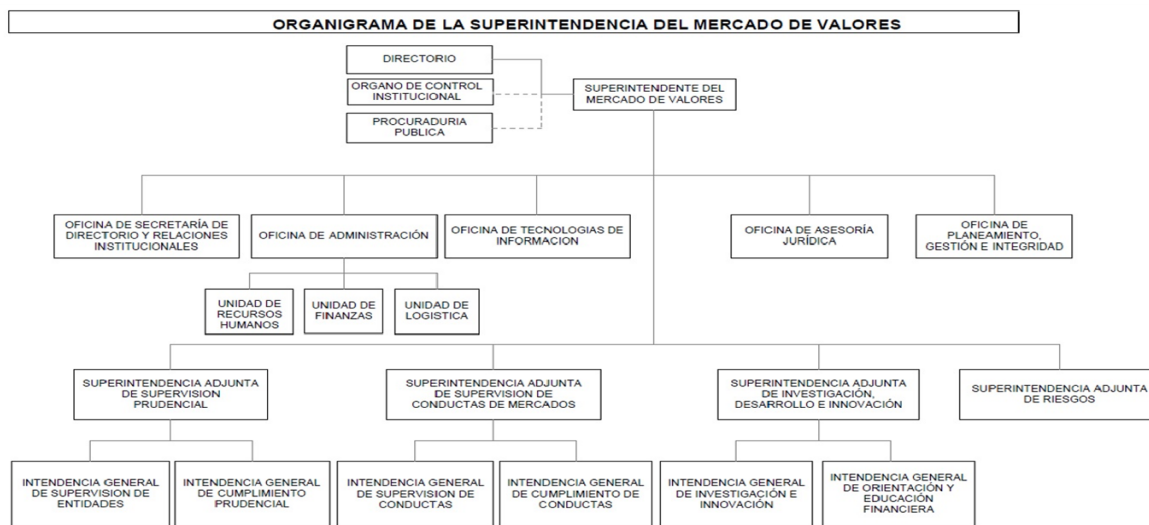 ORGANIGRAMA DE LA SUPERINTENDENCIA DEL MERCADO DE VALORES
DIRECTORIO
ORGANO DE CONTROL
INSTITUCIONAL
PROCURADURIA
PUBLICA
SUPERINTENDENTE DEL
MERCADO DE VALORES
OFICINA DE SECRETARÍA DE
DIRECTORIO Y RELACIONES
INSTITUCIONALES
OFICINA DE ADMINISTRACIÓN
OFICINA DE TECNOLOGIAS DE
INFORMACION
OFICINA DE ASESORÍA
JURÍDICA
OFICINA DE
PLANEAMIENTO,
GESTIÓN E INTEGRIDAD
UNIDAD DE
RECURSOS
HUMANOS
UNIDAD DE
FINANZAS
UNIDAD DE
LOGISTICA
SUPERINTENDENCIA ADJUNTA
DE SUPERVISION
PRUDENCIAL
SUPERINTENDENCIA ADJUNTA
DE SUPERVISION DE
CONDUCTAS DE MERCADOS
SUPERINTENDENCIA ADJUNTA
DE INVESTIGACIÓN,
DESARROLLO E INNOVACIÓN
SUPERINTENDENCIA ADJUNTA
DE RIESGOS
INTENDENCIA GENERAL
DE SUPERVISION DE
ENTIDADES
INTENDENCIA GENERAL
DE CUMPLIMIENTO
PRUDENCIAL
INTENDENCIA GENERAL
DE SUPERVISION DE
CONDUCTAS
INTENDENCIA GENERAL
DE CUMPLIMIENTO DE
CONDUCTAS
INTENDENCIA GENERAL
DE INVESTIGACIÓN E
INNOVACIÓN
INTENDENCIA GENERAL
DE ORIENTACIÓN Y
EDUCACIÓN
FINANCIERA